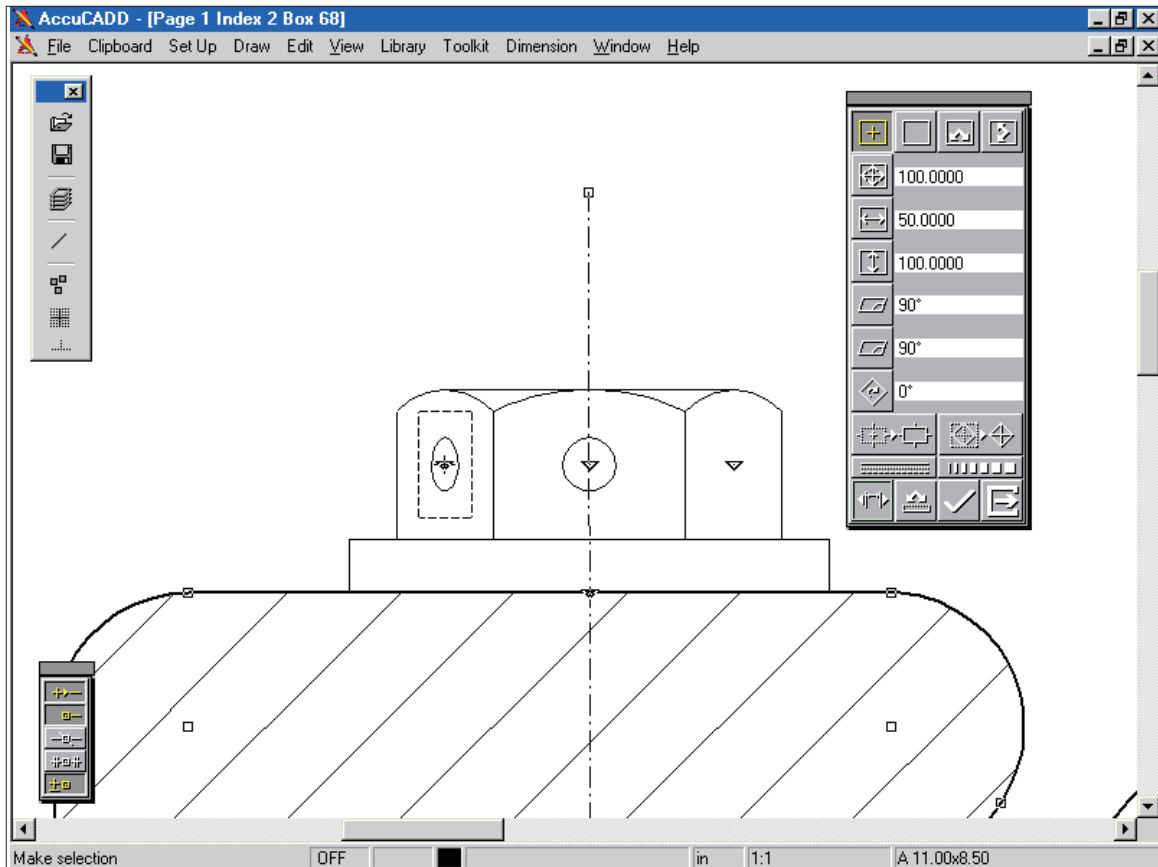 AccuCADD - [Page 1 Index 2 Box 68]
File Clipboard Set Up Draw Edit View Library Toolkit Dimension Window Help
100.0000
50.0000
100.0000
90°
90°
0°
Make selection OFF in 1:1 A 11.00x8.50